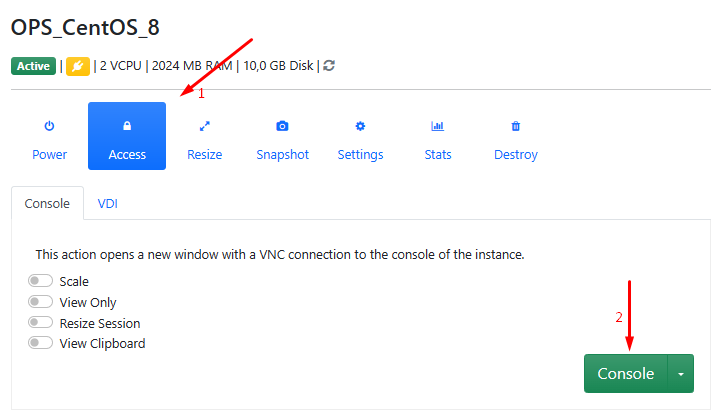 OPS_CentOS_8
Active | | 2 VCPU | 2024 MB RAM | 10,0 GB Disk |
1
Power Access Resize Snapshot Settings Stats Destroy
Console VDI
This action opens a new window with a VNC connection to the console of the instance.
Scale
View Only
Resize Session
View Clipboard
2
Console